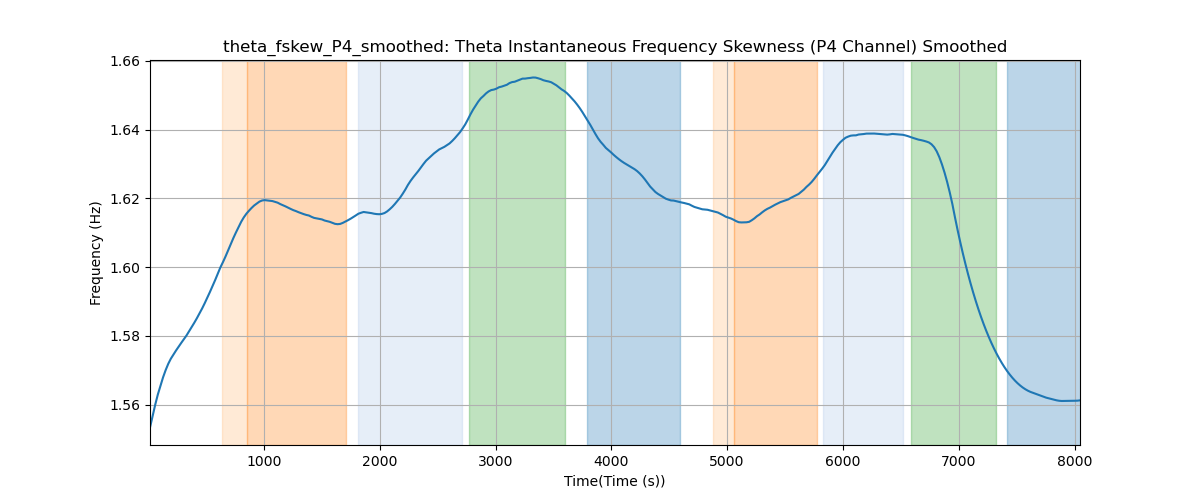 theta_fskew_P4_smoothed: Theta Instantaneous Frequency Skewness (P4 Channel) Smoothed
1.66
1.64
1.62
1.60
1.58
1.56
Frequency (Hz)
1000 2000 3000 4000 5000 6000 7000 8000
Time(Time (s))